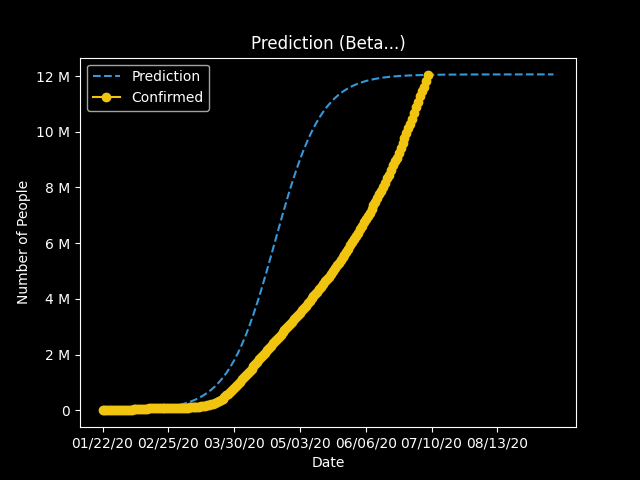 Prediction (Beta...)
Prediction
Confirmed
12 M
10 M
8 M
6 M
4 M
2 M
0
Number of People
01/22/20 02/25/20 03/30/20 05/03/20 06/06/20 07/10/20 08/13/20
Date